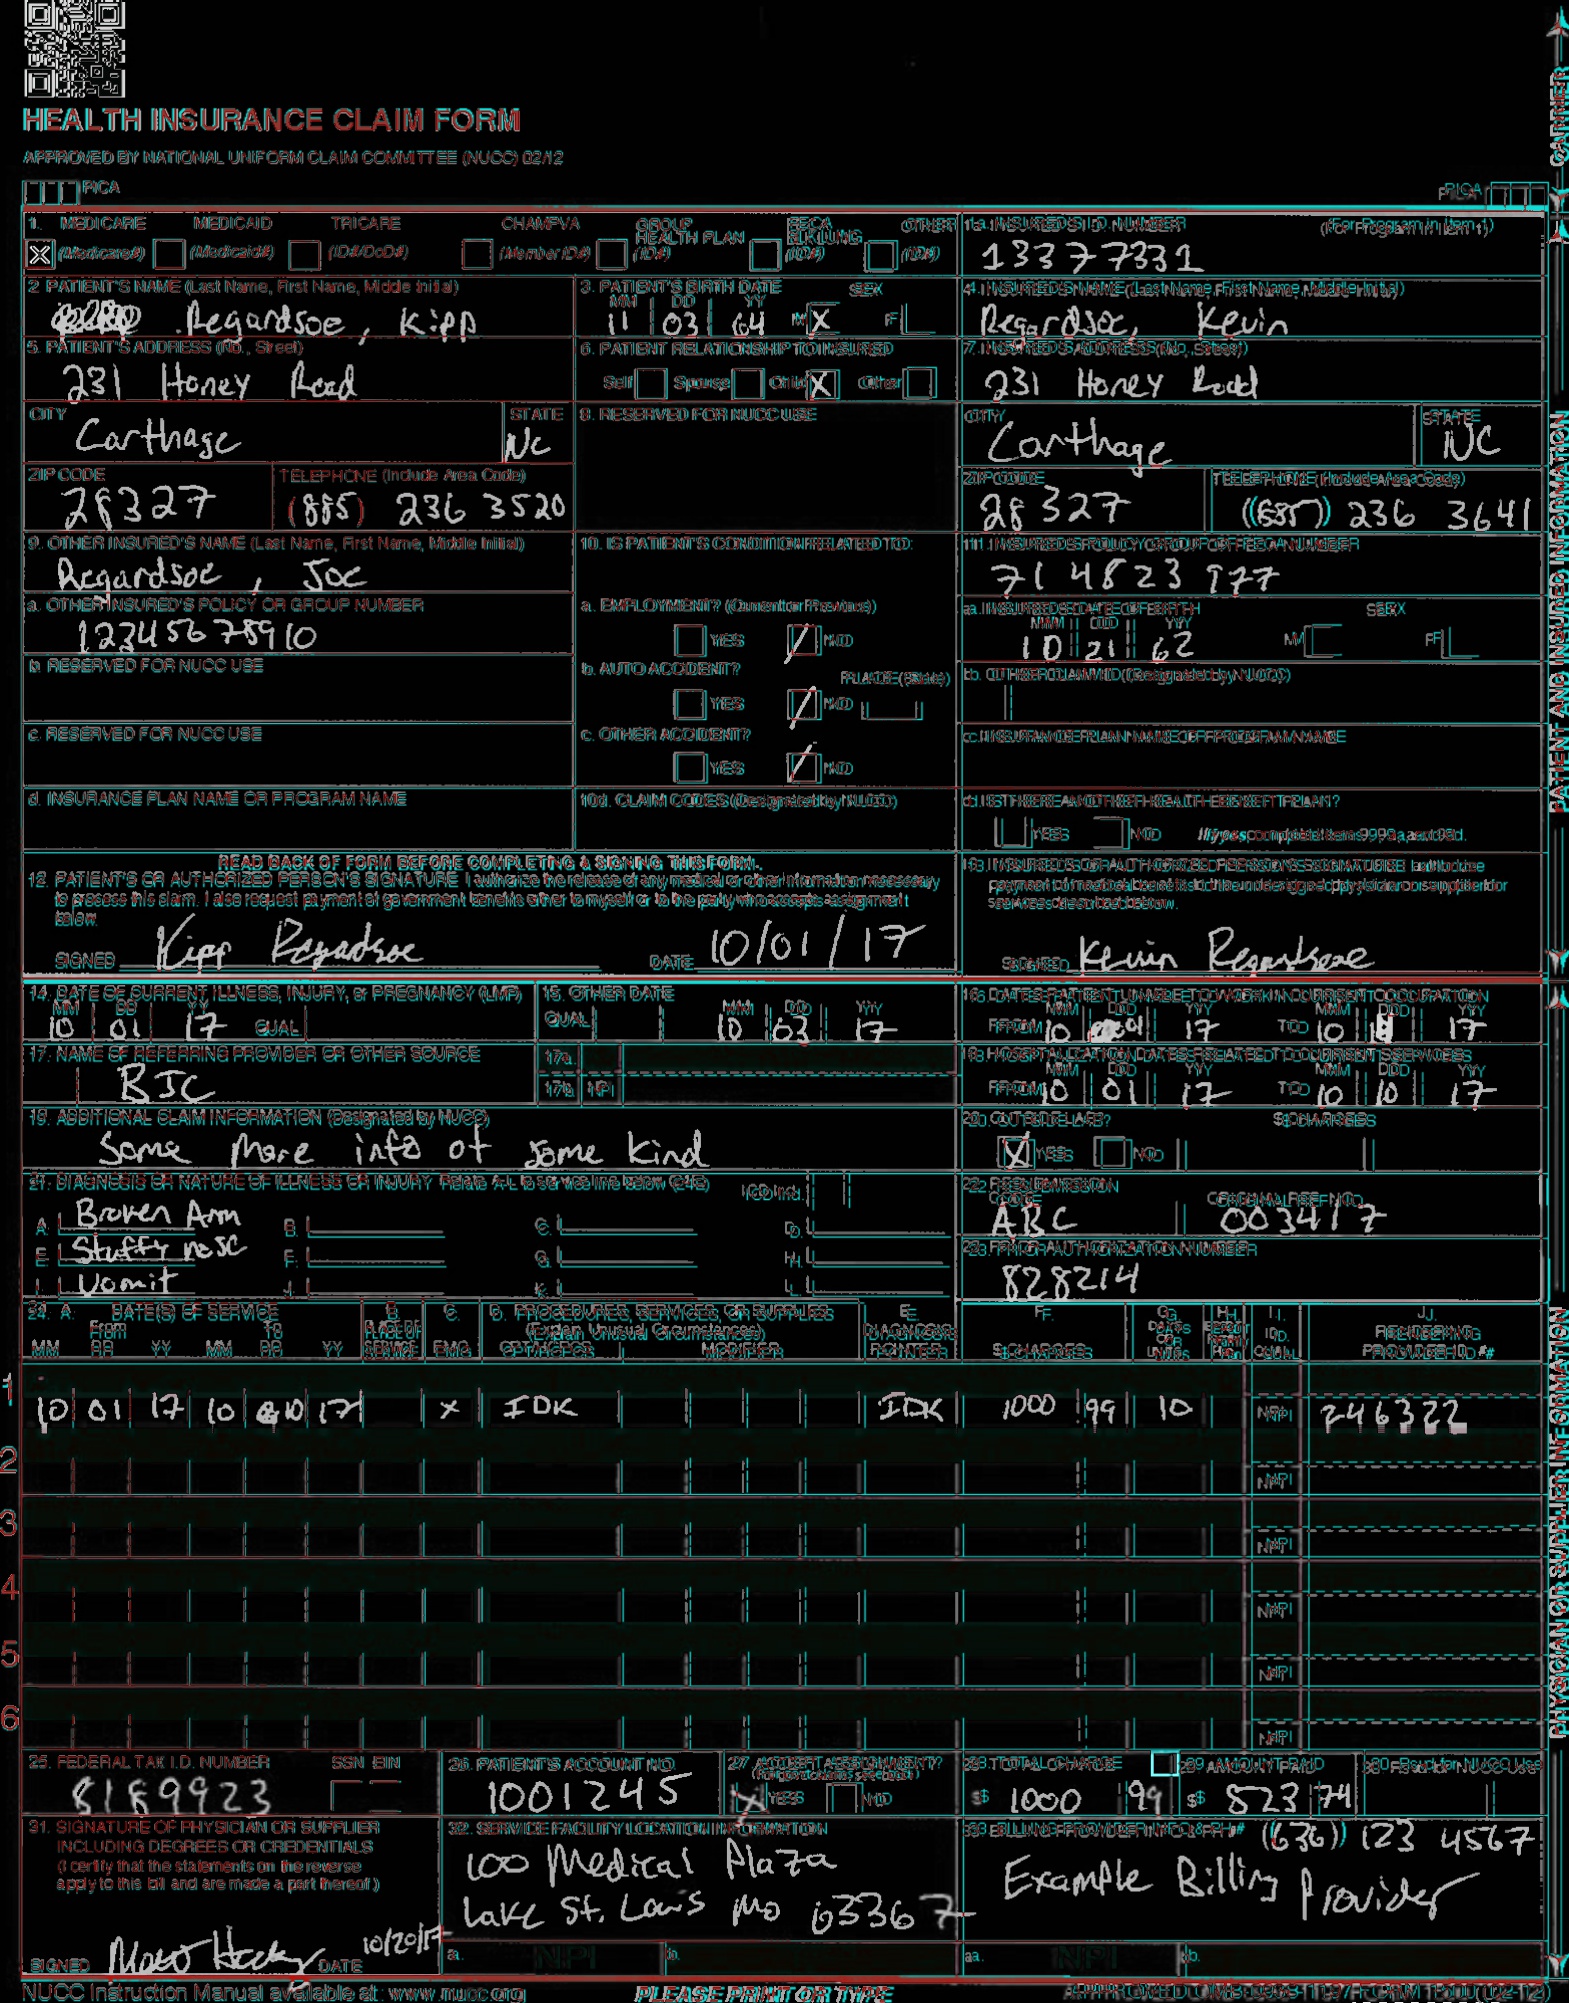 HEALTH INSURANCE CLAIM FORM
APPROVED BY NATIONAL UNIFORM CLAIM COMMITTEE (NUCC) 02/12
PICA
PICA
CARRIER
1. MEDICARE MEDICAID TRICARE CHAMPVA GROUP HEALTH PLAN FECA BLK LUNG OTHER
(Medicare#) (Medicaid#) (ID#/DoD#) (Member ID#) (ID#) (ID#) (ID#)
1a. INSURED'S I.D. NUMBER (For Program in Item 1)
13377331
2. PATIENT'S NAME (Last Name, First Name, Middle Initial)
Regardsoe, Kipp
3. PATIENT'S BIRTH DATE SEX
MM DD YY
11 03 64 M X F
4. INSURED'S NAME (Last Name, First Name, Middle Initial)
Regardsoe, Kevin
5. PATIENT'S ADDRESS (No., Street)
231 Honey Road
6. PATIENT RELATIONSHIP TO INSURED
Self Spouse Child X Other
7. INSURED'S ADDRESS (No., Street)
231 Honey Road
CITY STATE
Carthage NC
8. RESERVED FOR NUCC USE
CITY STATE
Carthage NC
ZIP CODE TELEPHONE (Include Area Code)
28327 (885) 236 3520
ZIP CODE TELEPHONE (Include Area Code)
28327 236 3641
9. OTHER INSURED'S NAME (Last Name, First Name, Middle Initial)
Regardsoe, Joe
10. IS PATIENT'S CONDITION RELATED TO:
11. INSURED'S POLICY GROUP OR FECA NUMBER
71 4823 977
a. OTHER INSURED'S POLICY OR GROUP NUMBER
12345678910
a. EMPLOYMENT? (Current or Previous)
YES NO
a. INSURED'S DATE OF BIRTH SEX
MM DD YY
10 21 62 M F
b. RESERVED FOR NUCC USE
b. AUTO ACCIDENT? PLACE (State)
YES NO
b. OTHER CLAIM ID (Designated by NUCC)
c. RESERVED FOR NUCC USE
c. OTHER ACCIDENT?
YES NO
c. INSURANCE PLAN NAME OR PROGRAM NAME
d. INSURANCE PLAN NAME OR PROGRAM NAME
10d. CLAIM CODES (Designated by NUCC)
d. IS THERE ANOTHER HEALTH BENEFIT PLAN?
YES NO If yes, complete items 9, 9a, and 9d.
PATIENT AND INSURED INFORMATION
READ BACK OF FORM BEFORE COMPLETING & SIGNING THIS FORM.
12. PATIENT'S OR AUTHORIZED PERSON'S SIGNATURE I authorize the release of any medical or other information necessary
to process this claim. I also request payment of government benefits either to myself or to the party who accepts assignment
below.
SIGNED Kipp Regardsoe DATE 10/01/17
13. INSURED'S OR AUTHORIZED PERSON'S SIGNATURE I authorize
payment of medical benefits to the undersigned physician or supplier for
services described below.
SIGNED Kevin Regardsoe
14. DATE OF CURRENT ILLNESS, INJURY, or PREGNANCY (LMP)
MM DD YY
10 01 17 QUAL.
15. OTHER DATE
QUAL. MM DD YY
10 03 17
16. DATES PATIENT UNABLE TO WORK IN CURRENT OCCUPATION
MM DD YY MM DD YY
FROM 10 01 17 TO 10 17
17. NAME OF REFERRING PROVIDER OR OTHER SOURCE
BJC
17a.
17b. NPI
18. HOSPITALIZATION DATES RELATED TO CURRENT SERVICES
MM DD YY MM DD YY
FROM 10 01 17 TO 10 10 17
19. ADDITIONAL CLAIM INFORMATION (Designated by NUCC)
Some more info of some kind
20. OUTSIDE LAB? $ CHARGES
X YES NO
21. DIAGNOSIS OR NATURE OF ILLNESS OR INJURY Relate A-L to service line below (24E) ICD Ind.
A. Broken Arm B. C. D.
E. Stuffy nose F. G. H.
I. Vomit J. K. L.
22. RESUBMISSION CODE ORIGINAL REF. NO.
ABC 003417
23. PRIOR AUTHORIZATION NUMBER
828214
24. A. DATE(S) OF SERVICE B. PLACE OF SERVICE C. EMG D. PROCEDURES, SERVICES, OR SUPPLIES E. DIAGNOSIS POINTER F. $ CHARGES G. DAYS OR UNITS H. I. ID. QUAL. J. RENDERING PROVIDER ID. #
From To (Explain Unusual Circumstances)
MM DD YY MM DD YY CPT/HCPCS MODIFIER
1 10 01 17 10 10 17 x IDK IDK 1000 99 10 NPI 246322
2 NPI
3 NPI
4 NPI
5 NPI
6 NPI
PHYSICIAN OR SUPPLIER INFORMATION
25. FEDERAL TAX I.D. NUMBER SSN EIN
8189923
26. PATIENT'S ACCOUNT NO.
1001245
27. ACCEPT ASSIGNMENT?
X YES NO
28. TOTAL CHARGE
$ 1000 99
29. AMOUNT PAID
$ 523 74
30. Rsvd for NUCC Use
31. SIGNATURE OF PHYSICIAN OR SUPPLIER
INCLUDING DEGREES OR CREDENTIALS
(I certify that the statements on the reverse
apply to this bill and are made a part thereof.)
SIGNED DATE 10/20/17
32. SERVICE FACILITY LOCATION INFORMATION
100 Medical Plaza
Lake St. Louis Mo 63367
a. NPI b.
33. BILLING PROVIDER INFO & PH # (636) 123 4567
Example Billing Provider
a. NPI b.
NUCC Instruction Manual available at: www.nucc.org
PLEASE PRINT OR TYPE